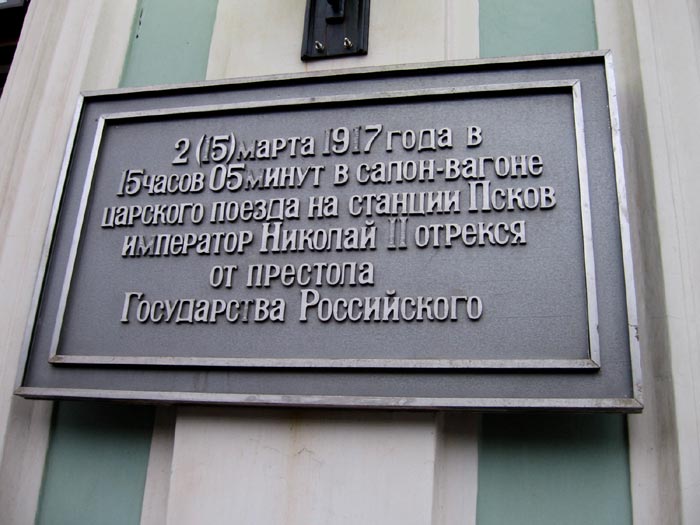 2 (15) марта 1917 года в
15 часов 05 минут в салон-вагоне
царского поезда на станции Псков
император Николай II отрекся
от престола
Государства Российского